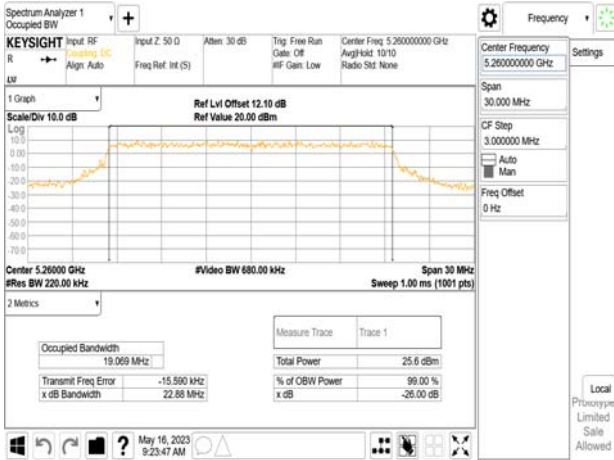 Spectrum Analyzer 1
Occupied BW
+
Frequency
KEYSIGHT
R
LXI
Input: RF
Coupling: DC
Align: Auto
Input Z: 50 Ω
Freq Ref: Int (S)
Atten: 30 dB
Trig: Free Run
Gate: Off
#IF Gain: Low
Center Freq: 5.260000000 GHz
Avg|Hold: 10/10
Radio Std: None
Center Frequency
5.260000000 GHz
Settings
Span
30.000 MHz
CF Step
3.000000 MHz
Auto
Man
Freq Offset
0 Hz
1 Graph
Scale/Div 10.0 dB
Ref Lvl Offset 12.10 dB
Ref Value 20.00 dBm
Log
10.0
0.00
-10.0
-20.0
-30.0
-40.0
-50.0
-60.0
-70.0
Center 5.26000 GHz
#Video BW 680.00 kHz
Span 30 MHz
#Res BW 220.00 kHz
Sweep 1.00 ms (1001 pts)
2 Metrics
Measure Trace
Trace 1
Occupied Bandwidth
19.069 MHz
Total Power
25.6 dBm
Transmit Freq Error
-15.590 kHz
% of OBW Power
99.00 %
x dB Bandwidth
22.88 MHz
x dB
-26.00 dB
Local
Prototype
Limited
Sale
Allowed
?
May 16, 2023
9:23:47 AM